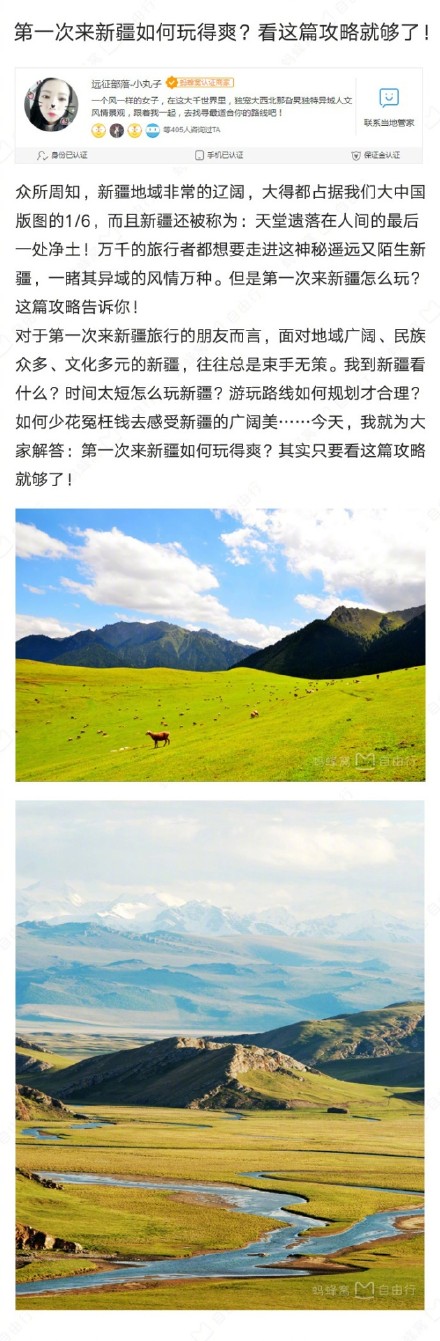 第一次来新疆如何玩得爽？看这篇攻略就够了！
远征部落-小丸子
蚂蜂窝认证商家
一个风一样的女子，在这大千世界里，独宠大西北那旮旯独特异域人文
风情景观，跟着我一起，去找寻最适合你的路线吧！
等405人咨询过TA
联系当地管家
身份已认证
手机已认证
保证金认证
众所周知，新疆地域非常的辽阔，大得都占据我们大中国
版图的1/6，而且新疆还被称为：天堂遗落在人间的最后
一处净土！万千的旅行者都想要走进这神秘遥远又陌生新
疆，一睹其异域的风情万种。但是第一次来新疆怎么玩？
这篇攻略告诉你！
对于第一次来新疆旅行的朋友而言，面对地域广阔、民族
众多、文化多元的新疆，往往总是束手无策。我到新疆看
什么？时间太短怎么玩新疆？游玩路线如何规划才合理？
如何少花冤枉钱去感受新疆的广阔美……今天，我就为大
家解答：第一次来新疆如何玩得爽？其实只要看这篇攻略
就够了！
蚂蜂窝 自由行
蚂蜂窝 自由行